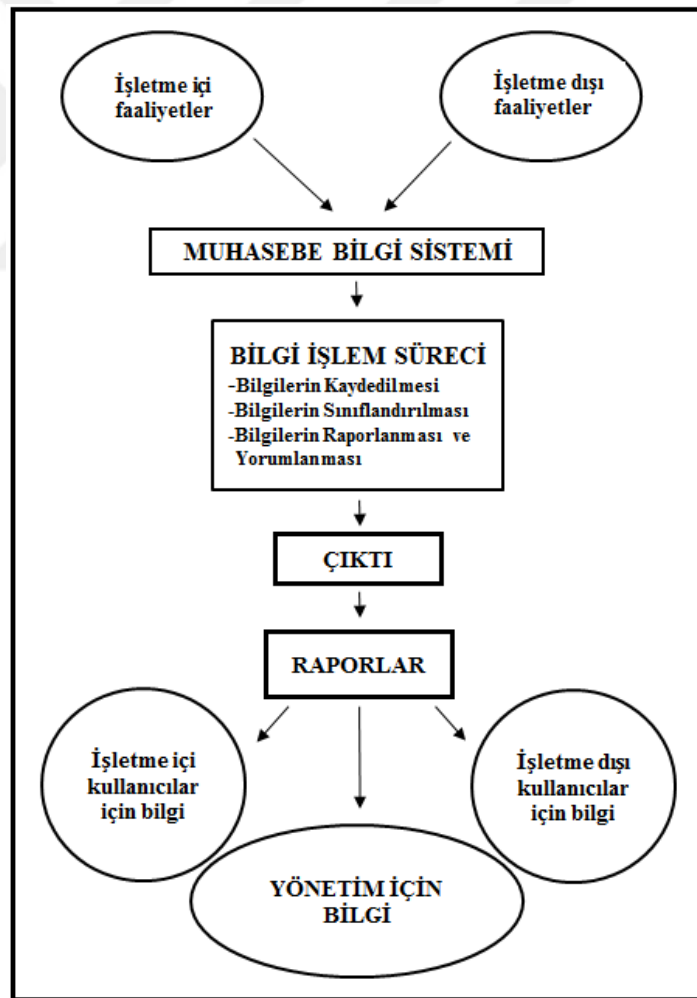 İşletme içi
faaliyetler
İşletme dışı
faaliyetler
MUHASEBE BİLGİ SİSTEMİ
BİLGİ İŞLEM SÜRECİ
-Bilgilerin Kaydedilmesi
-Bilgilerin Sınıflandırılması
-Bilgilerin Raporlanması ve
Yorumlanması
ÇIKTI
RAPORLAR
İşletme içi
kullanıcılar
için bilgi
İşletme dışı
kullanıcılar
için bilgi
YÖNETİM İÇİN
BİLGİ